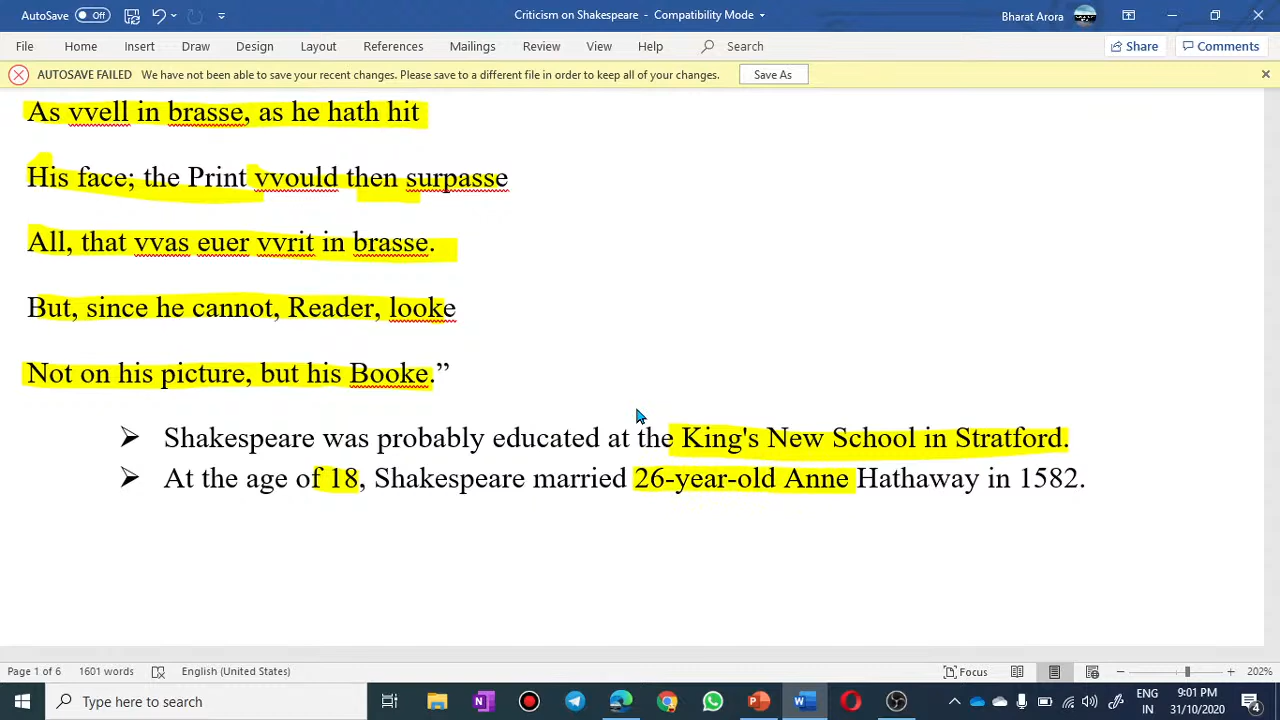 AutoSave Off Criticism on Shakespeare - Compatibility Mode Bharat Arora
File Home Insert Draw Design Layout References Mailings Review View Help Search Share Comments
AUTOSAVE FAILED We have not been able to save your recent changes. Please save to a different file in order to keep all of your changes. Save As
As vvell in brasse, as he hath hit
His face; the Print vvould then surpasse
All, that vvas euer vvrit in brasse.
But, since he cannot, Reader, looke
Not on his picture, but his Booke.”
Shakespeare was probably educated at the King's New School in Stratford.
At the age of 18, Shakespeare married 26-year-old Anne Hathaway in 1582.
Page 1 of 6 1601 words English (United States) Focus 202%
Type here to search ENG 9:01 PM
IN 31/10/2020 4